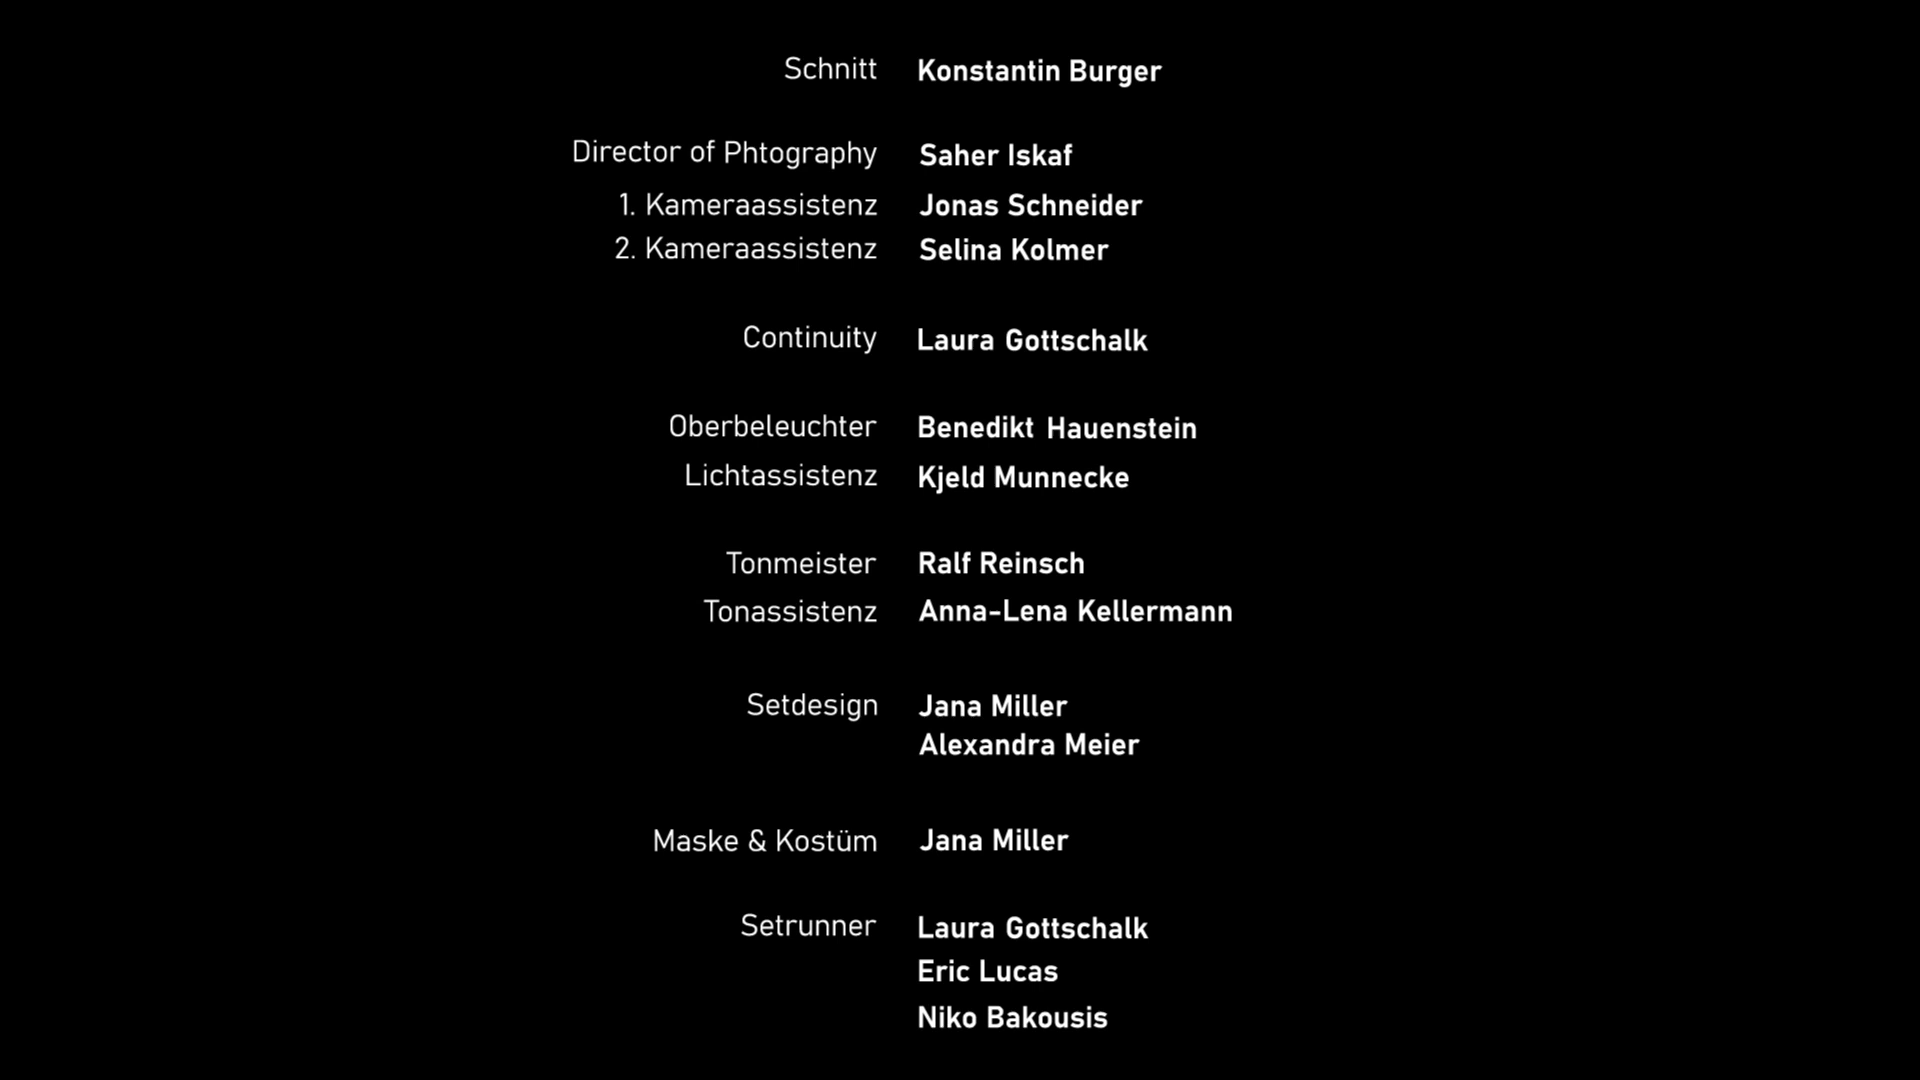 Schnitt Konstantin Burger
Director of Phtography Saher Iskaf
1. Kameraassistenz Jonas Schneider
2. Kameraassistenz Selina Kolmer
Continuity Laura Gottschalk
Oberbeleuchter Benedikt Hauenstein
Lichtassistenz Kjeld Munnecke
Tonmeister Ralf Reinsch
Tonassistenz Anna-Lena Kellermann
Setdesign Jana Miller
Alexandra Meier
Maske & Kostüm Jana Miller
Setrunner Laura Gottschalk
Eric Lucas
Niko Bakousis